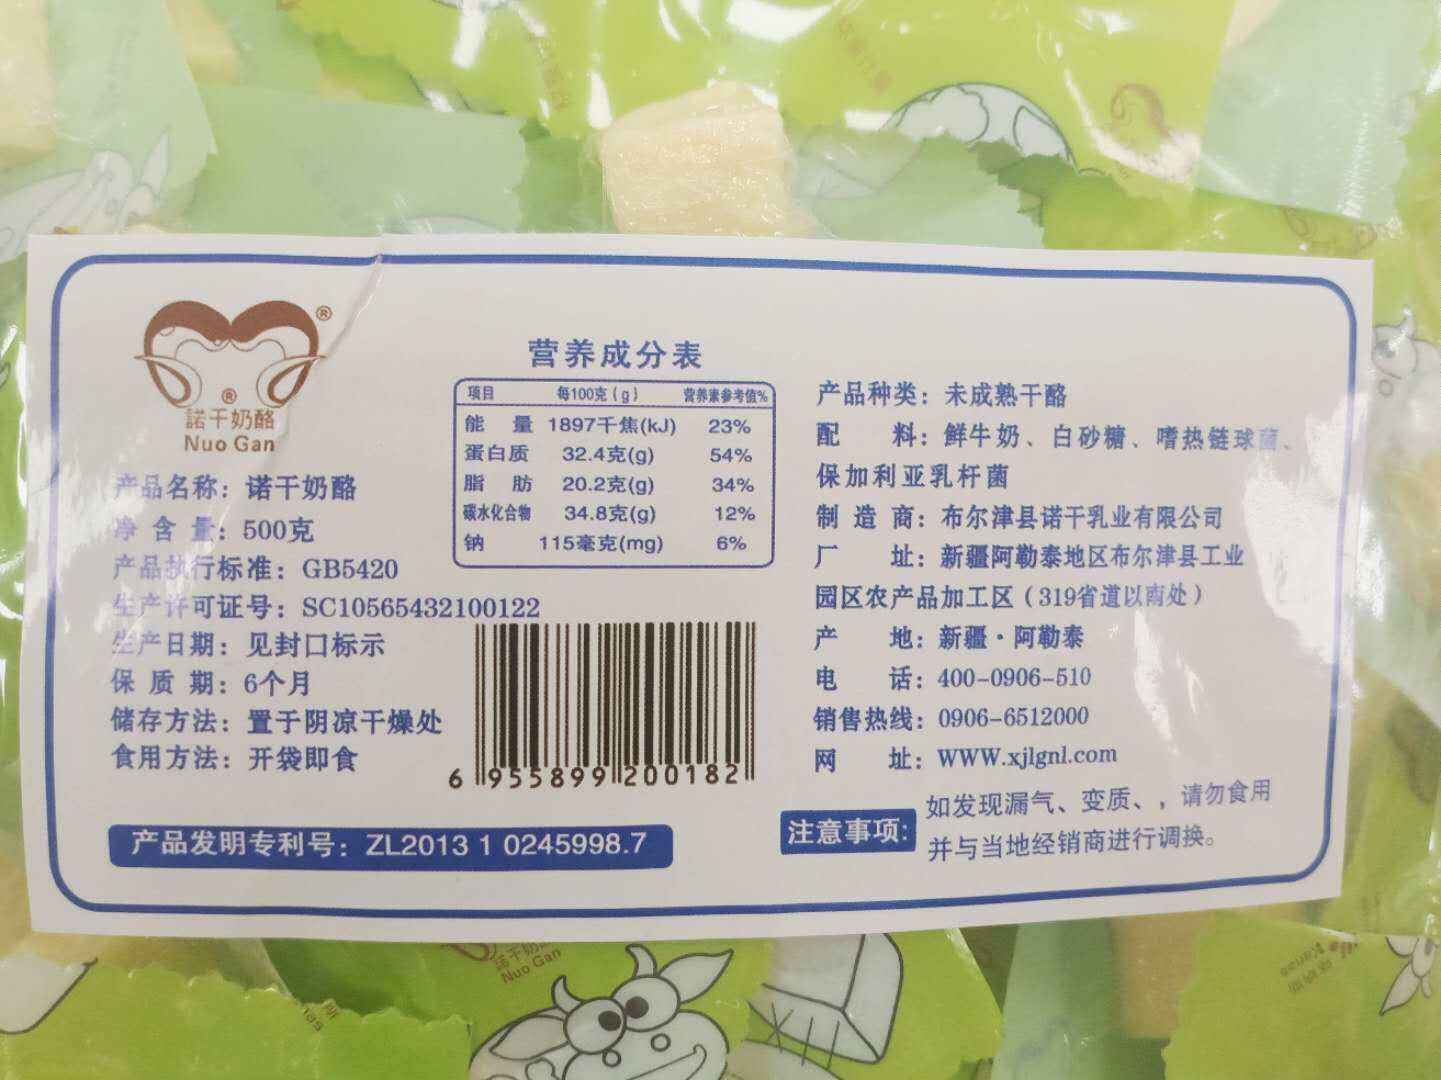 諾干奶酪
Nuo Gan
产品名称：诺干奶酪
净含量：500克
产品执行标准：GB5420
生产许可证号：SC10565432100122
生产日期：见封口标示
保质期：6个月
储存方法：置于阴凉干燥处
食用方法：开袋即食
产品发明专利号：ZL2013 1 0245998.7
营养成分表
项目 每100克（g） 营养素参考值%
能量 1897千焦(kJ) 23%
蛋白质 32.4克(g) 54%
脂肪 20.2克(g) 34%
碳水化合物 34.8克(g) 12%
钠 115毫克(mg) 6%
6 955899 200182
产品种类：未成熟干酪
配料：鲜牛奶、白砂糖、嗜热链球菌、
保加利亚乳杆菌
制造商：布尔津县诺干乳业有限公司
厂址：新疆阿勒泰地区布尔津县工业
园区农产品加工区（319省道以南处）
产地：新疆·阿勒泰
电话：400-0906-510
销售热线：0906-6512000
网址：WWW.xjlgnl.com
注意事项：如发现漏气、变质、，请勿食用
并与当地经销商进行调换。
諾干奶酪
Nuo Gan